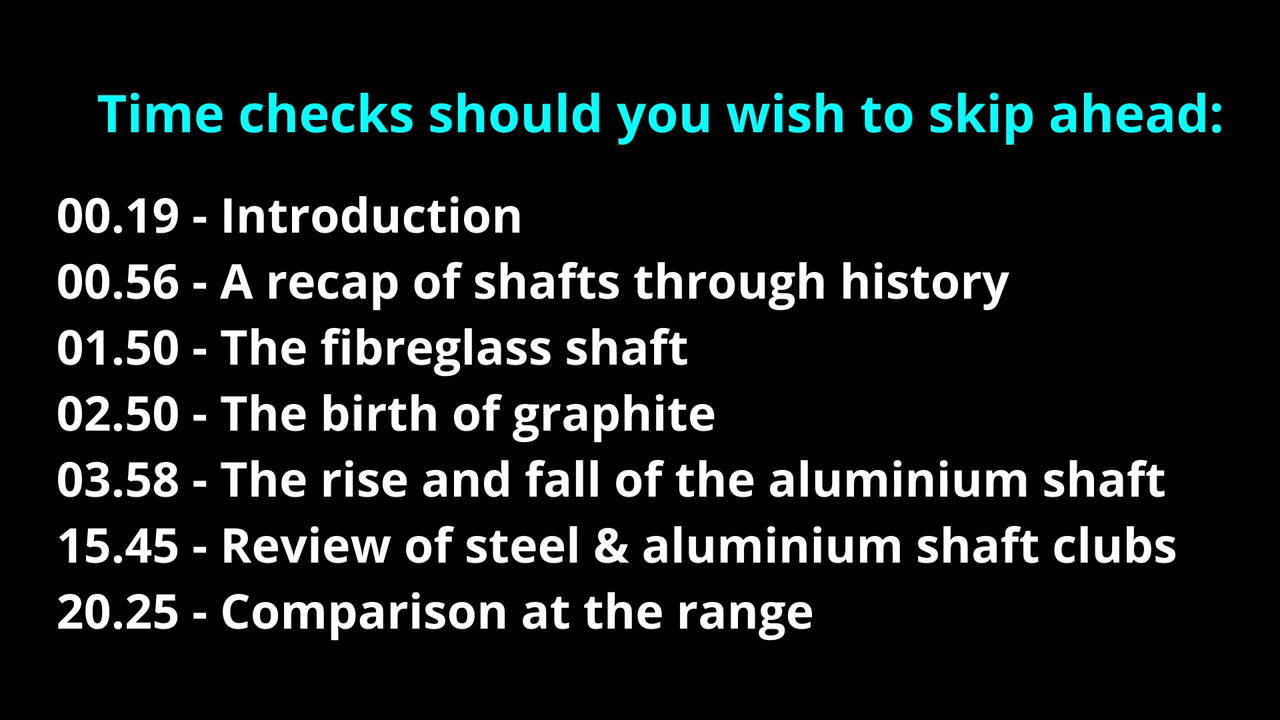 Time checks should you wish to skip ahead:
00.19 - Introduction
00.56 - A recap of shafts through history
01.50 - The fibreglass shaft
02.50 - The birth of graphite
03.58 - The rise and fall of the aluminium shaft
15.45 - Review of steel & aluminium shaft clubs
20.25 - Comparison at the range